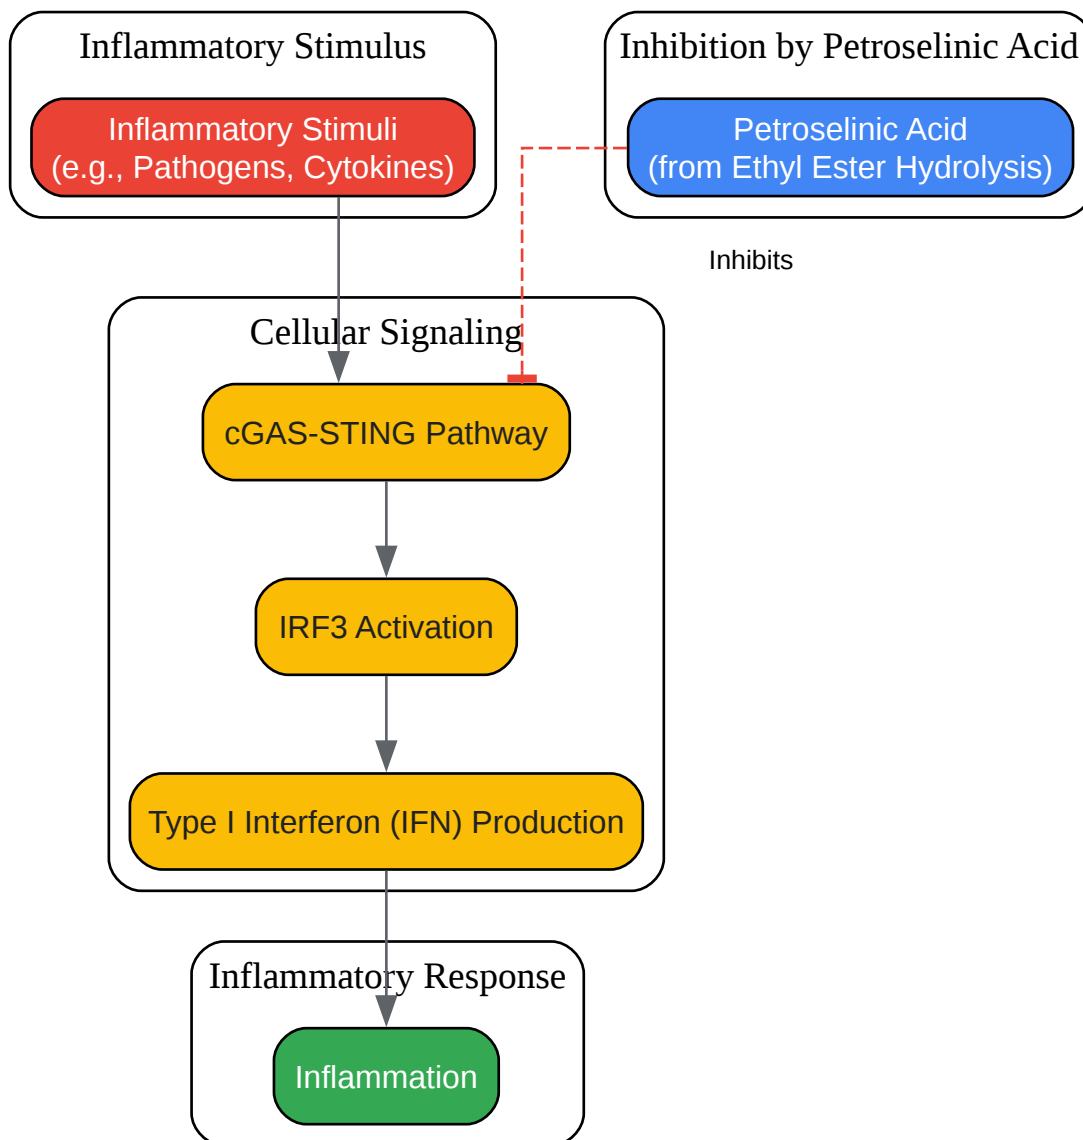 Inflammatory Stimulus
Inflammatory Stimuli
(e.g., Pathogens, Cytokines)
Inhibition by Petroselinic Acid
Petroselinic Acid
(from Ethyl Ester Hydrolysis)
Inhibits
Cellular Signaling
cGAS-STING Pathway
IRF3 Activation
Type I Interferon (IFN) Production
Inflammatory Response
Inflammation